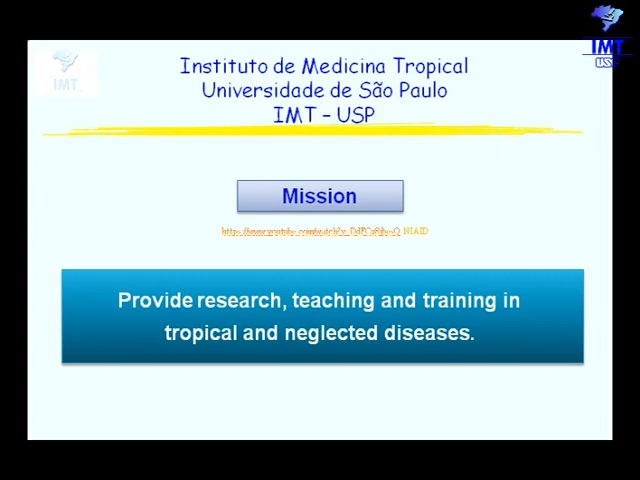 IMT
USP
IMT
Instituto de Medicina Tropical
Universidade de São Paulo
IMT – USP
Mission
NIAID
Provide research, teaching and training in
tropical and neglected diseases.